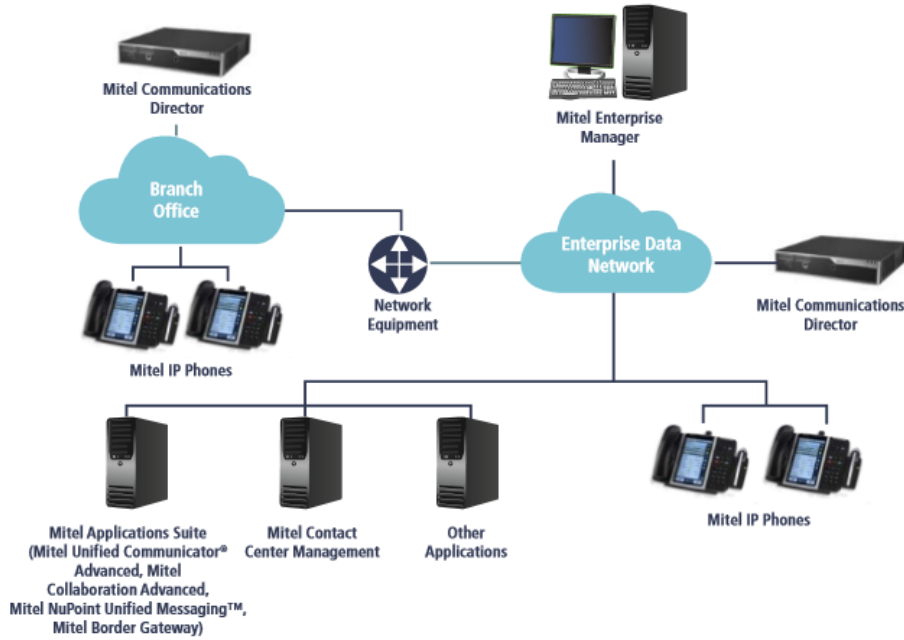 Mitel Communications
Director
Mitel Enterprise
Manager
Branch
Office
Enterprise Data
Network
Network
Equipment
Mitel Communications
Director
Mitel IP Phones
Mitel Applications Suite
(Mitel Unified Communicator®
Advanced, Mitel
Collaboration Advanced,
Mitel NuPoint Unified Messaging™,
Mitel Border Gateway)
Mitel Contact
Center Management
Other
Applications
Mitel IP Phones